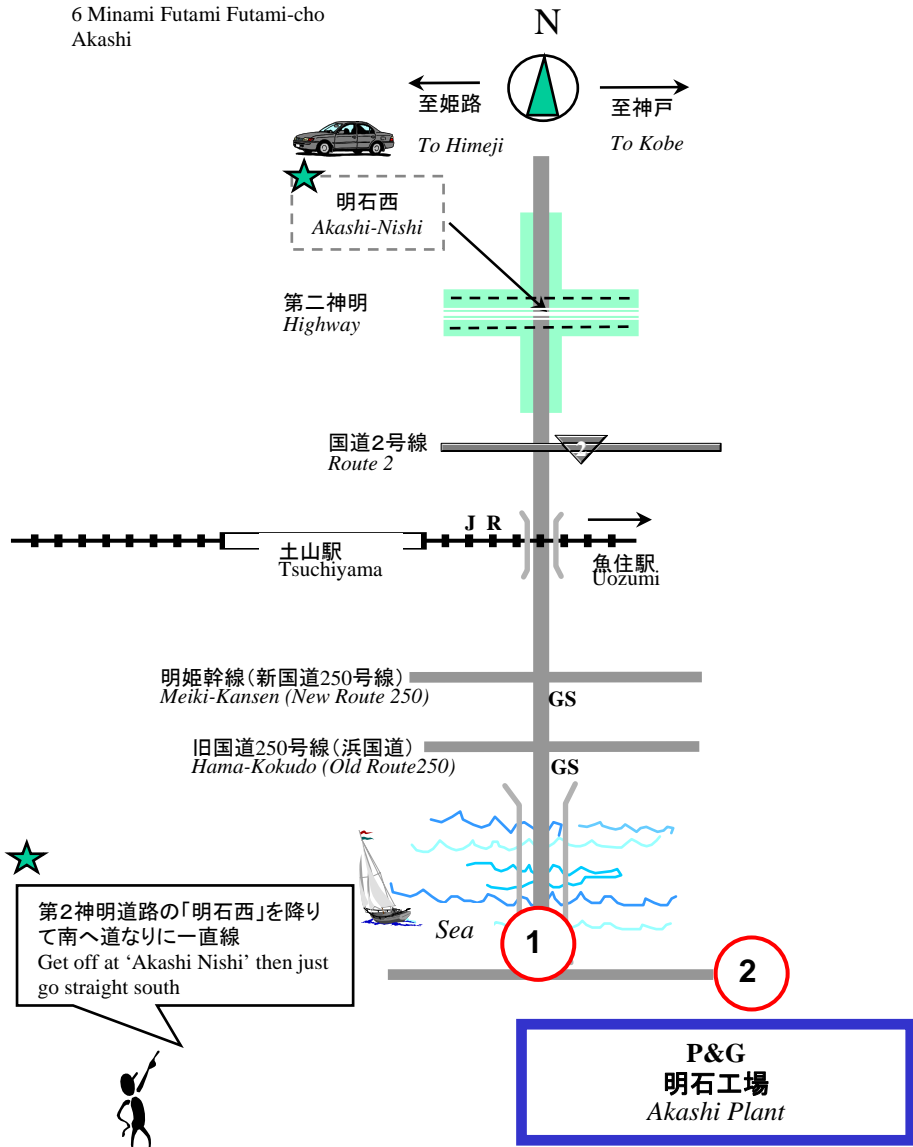 6 Minami Futami Futami-cho
Akashi
N
至姫路
To Himeji
至神戸
To Kobe
明石西
Akashi-Nishi
第二神明
Highway
国道2号線
Route 2
2
J R
土山駅
Tsuchiyama
魚住駅
Uozumi
明姫幹線(新国道250号線)
Meiki-Kansen (New Route 250)
GS
旧国道250号線(浜国道)
Hama-Kokudo (Old Route250)
GS
第2神明道路の「明石西」を降り
て南へ道なりに一直線
Get off at ‘Akashi Nishi’ then just
go straight south
Sea
1
2
P&G
明石工場
Akashi Plant